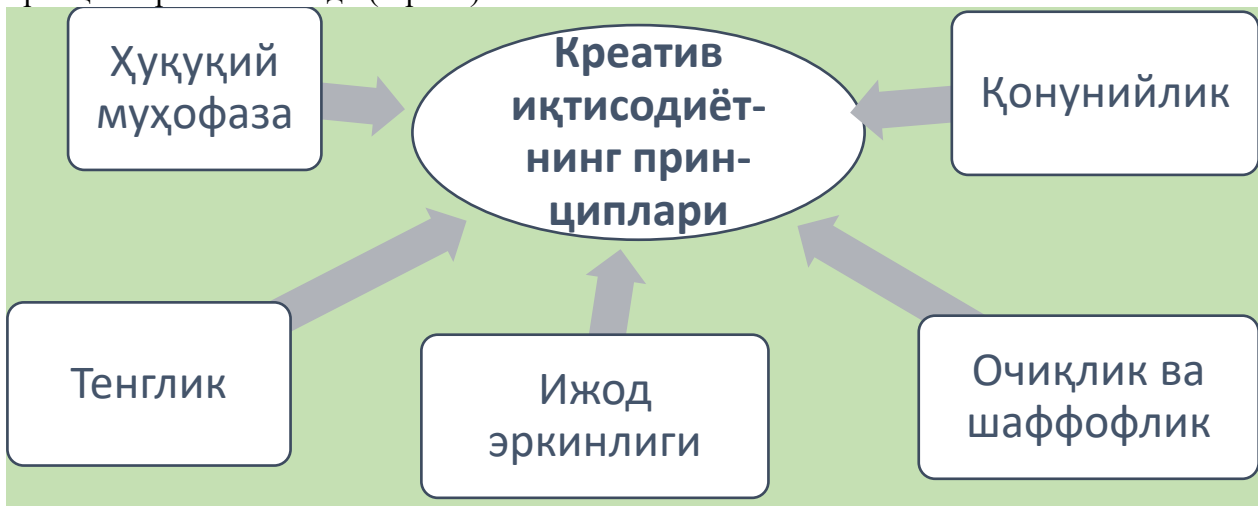 Ҳуқуқий
муҳофаза
Креатив
иқтисодиёт-
нинг прин-
циплари
Қонунийлик
Тенглик
Ижод
эркинлиги
Очиқлик ва
шаффофлик